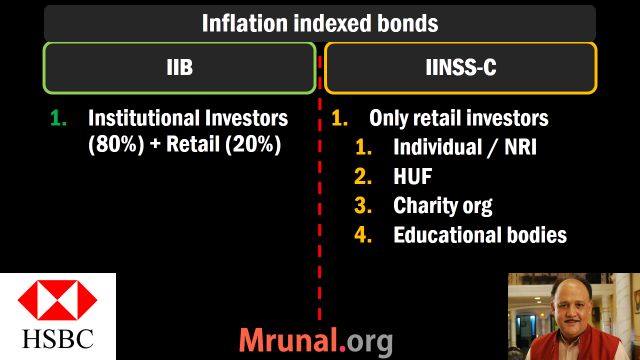 Inflation indexed bonds
IIB
1. Institutional Investors
(80%) + Retail (20%)
IINSS-C
1. Only retail investors
1. Individual / NRI
2. HUF
3. Charity org
4. Educational bodies
HSBC
Mrunal.org